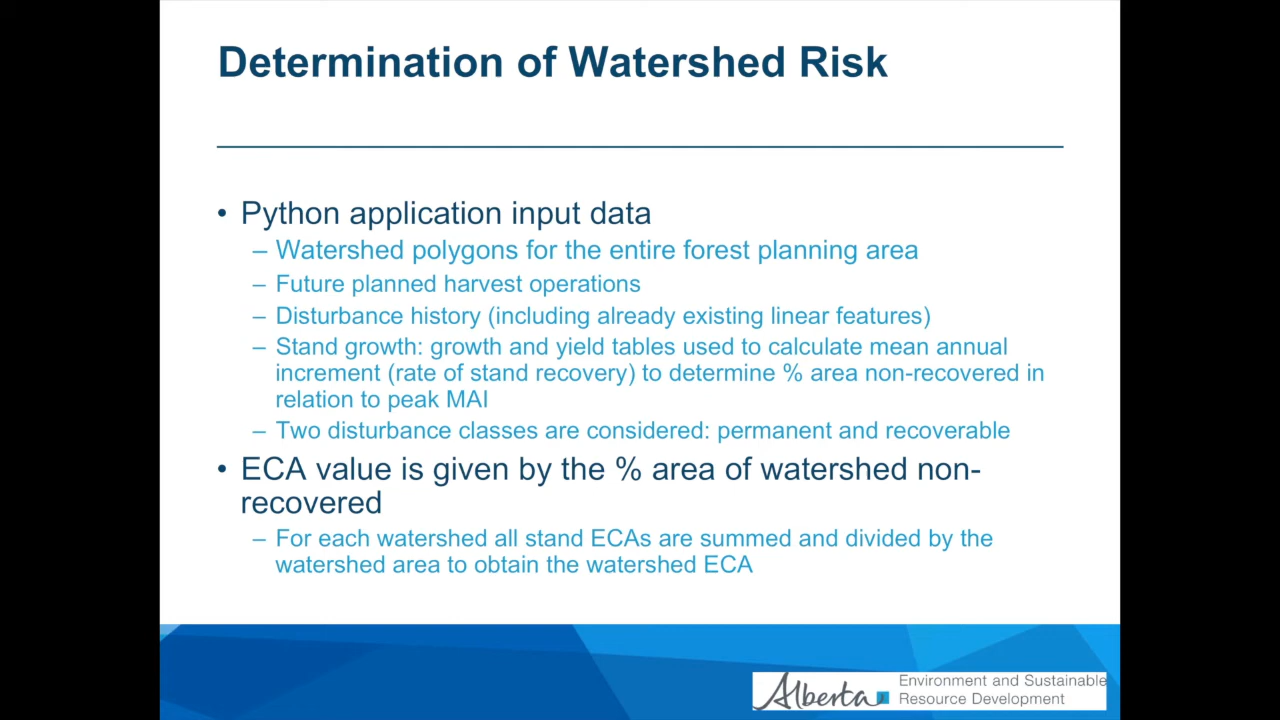 Determination of Watershed Risk
• Python application input data
– Watershed polygons for the entire forest planning area
– Future planned harvest operations
– Disturbance history (including already existing linear features)
– Stand growth: growth and yield tables used to calculate mean annual
increment (rate of stand recovery) to determine % area non-recovered in
relation to peak MAI
– Two disturbance classes are considered: permanent and recoverable
• ECA value is given by the % area of watershed non-
recovered
– For each watershed all stand ECAs are summed and divided by the
watershed area to obtain the watershed ECA
Alberta
Environment and Sustainable
Resource Development